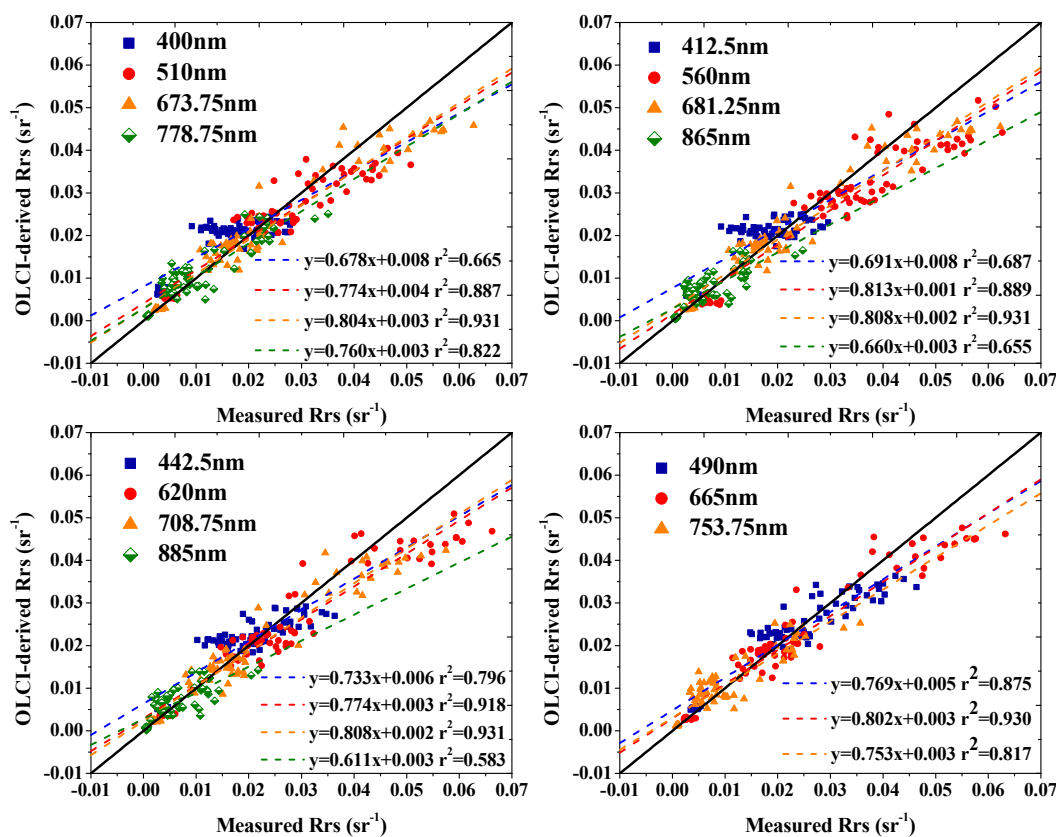 0.07
0.06
0.05
0.04
0.03
0.02
0.01
0.00
-0.01
OLCI-derived Rrs (sr⁻¹)
400nm
510nm
673.75nm
778.75nm
y=0.678x+0.008 r²=0.665
y=0.774x+0.004 r²=0.887
y=0.804x+0.003 r²=0.931
y=0.760x+0.003 r²=0.822
-0.01 0.00 0.01 0.02 0.03 0.04 0.05 0.06 0.07
Measured Rrs (sr⁻¹)
0.07
0.06
0.05
0.04
0.03
0.02
0.01
0.00
-0.01
OLCI-derived Rrs (sr⁻¹)
412.5nm
560nm
681.25nm
865nm
y=0.691x+0.008 r²=0.687
y=0.813x+0.001 r²=0.889
y=0.808x+0.002 r²=0.931
y=0.660x+0.003 r²=0.655
-0.01 0.00 0.01 0.02 0.03 0.04 0.05 0.06 0.07
Measured Rrs (sr⁻¹)
0.07
0.06
0.05
0.04
0.03
0.02
0.01
0.00
-0.01
OLCI-derived Rrs (sr⁻¹)
442.5nm
620nm
708.75nm
885nm
y=0.733x+0.006 r²=0.796
y=0.774x+0.003 r²=0.918
y=0.808x+0.002 r²=0.931
y=0.611x+0.003 r²=0.583
-0.01 0.00 0.01 0.02 0.03 0.04 0.05 0.06 0.07
Measured Rrs (sr⁻¹)
0.07
0.06
0.05
0.04
0.03
0.02
0.01
0.00
-0.01
OLCI-derived Rrs (sr⁻¹)
490nm
665nm
753.75nm
y=0.769x+0.005 r²=0.875
y=0.802x+0.003 r²=0.930
y=0.753x+0.003 r²=0.817
-0.01 0.00 0.01 0.02 0.03 0.04 0.05 0.06 0.07
Measured Rrs (sr⁻¹)